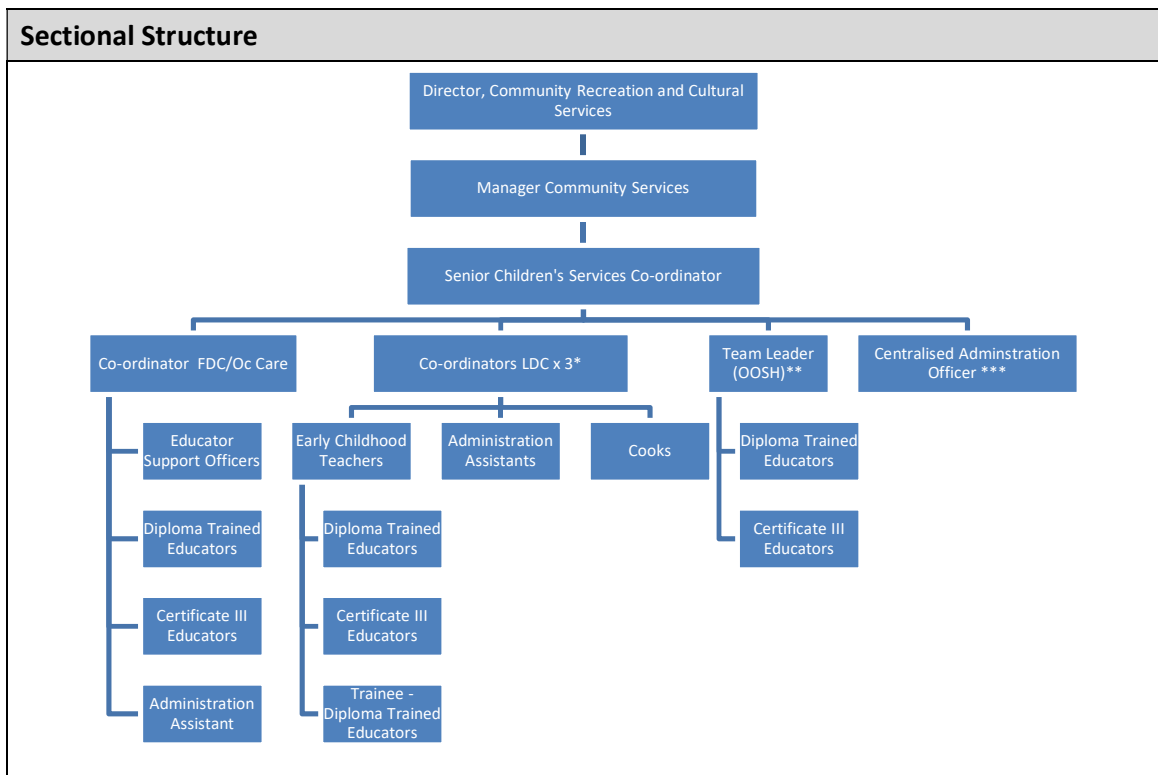 Sectional Structure
Director, Community Recreation and Cultural
Services
Manager Community Services
Senior Children's Services Co-ordinator
Co-ordinator FDC/Oc Care
Co-ordinators LDC x 3*
Team Leader
(OOSH)**
Centralised Adminstration
Officer ***
Educator
Support Officers
Diploma Trained
Educators
Certificate III
Educators
Administration
Assistant
Early Childhood
Teachers
Administration
Assistants
Cooks
Diploma Trained
Educators
Certificate III
Educators
Trainee -
Diploma Trained
Educators
Diploma Trained
Educators
Certificate III
Educators